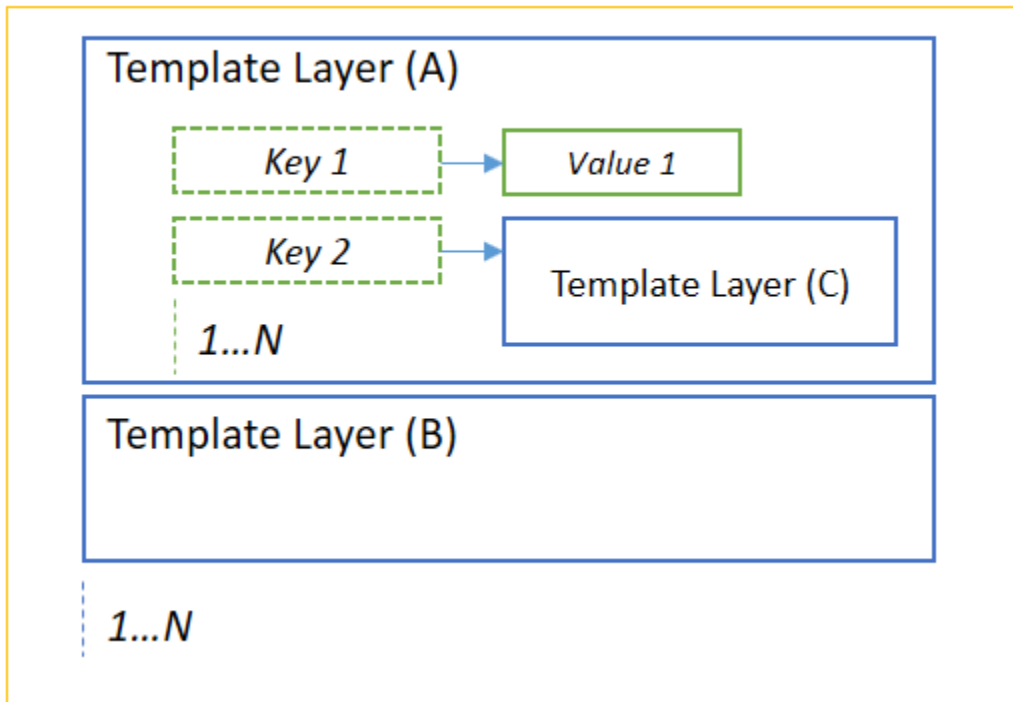 Template Layer (A)
Key 1
Value 1
Key 2
Template Layer (C)
1...N
Template Layer (B)
1...N